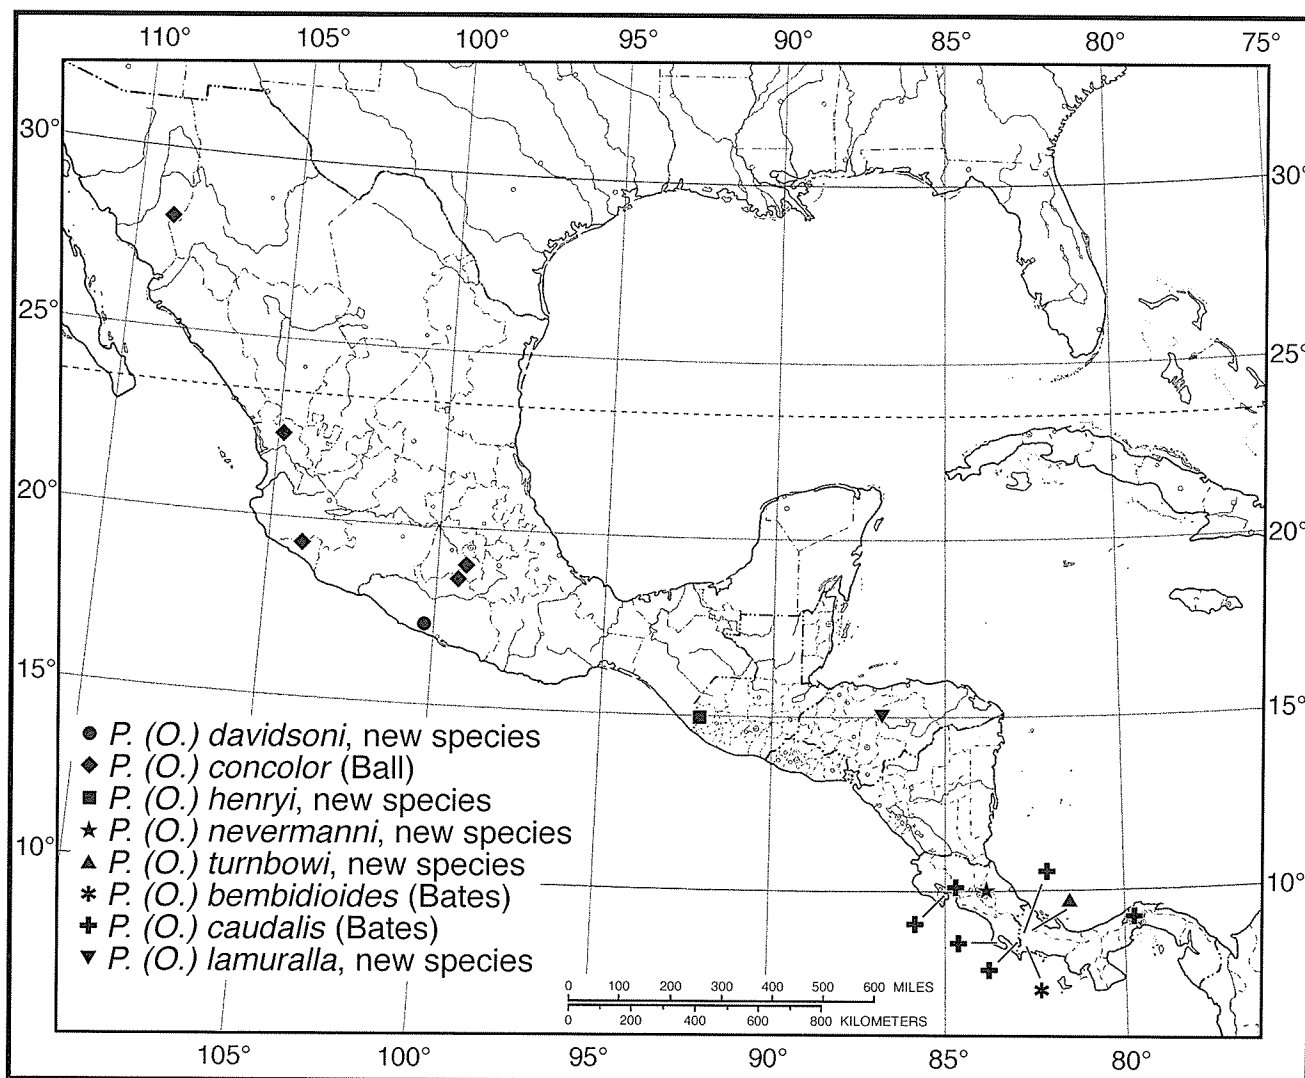 110° 105° 100° 95° 90° 85° 80° 75°
30° 30°
25° 25°
20° 20°
15° 15°
● P. (O.) davidsoni, new species
◆ P. (O.) concolor (Ball)
■ P. (O.) henryi, new species
★ P. (O.) nevermanni, new species
▲ P. (O.) turnbowi, new species
✱ P. (O.) bembidioides (Bates)
✚ P. (O.) caudalis (Bates)
▼ P. (O.) lamuralla, new species
10° 10°
0 100 200 300 400 500 600 MILES
0 200 400 600 800 KILOMETERS
105° 100° 95° 90° 85° 80°